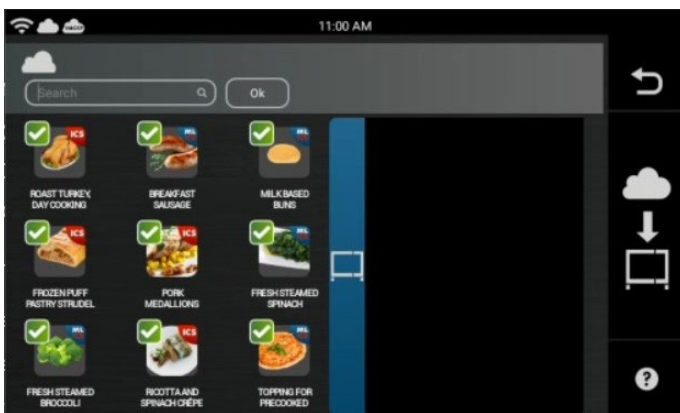 11:00 AM
Search
Ok
ICS
ML
ML
ROAST TURKEY,
DAY COOKING
BREAKFAST
SAUSAGE
MILK BASED
BUNS
ICS
ML
FROZEN PUFF
PASTRY STRUDEL
PORK
MEDALLIONS
FRESH STEAMED
SPINACH
ML
ICS
ML
FRESH STEAMED
BROCCOLI
RICOTTA AND
SPINACH CRÊPE
TOPPING FOR
PRECOOKED
?